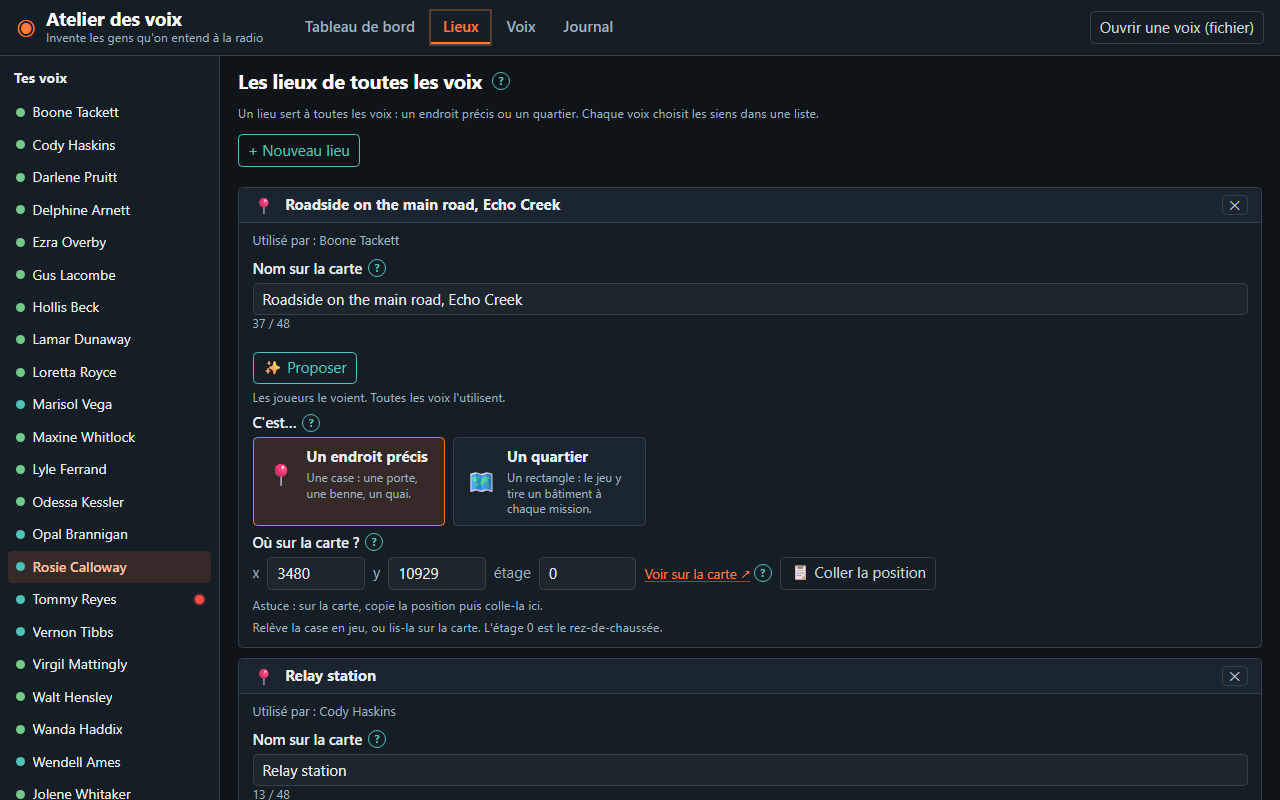 Atelier des voix
Invente les gens qu'on entend à la radio
Tableau de bord
Lieux
Voix
Journal
Ouvrir une voix (fichier)
Tes voix
Boone Tackett
Cody Haskins
Darlene Pruitt
Delphine Arnett
Ezra Overby
Gus Lacombe
Hollis Beck
Lamar Dunaway
Loretta Royce
Marisol Vega
Maxine Whitlock
Lyle Ferrand
Odessa Kessler
Opal Brannigan
Rosie Calloway
Tommy Reyes
Vernon Tibbs
Virgil Mattingly
Walt Hensley
Wanda Haddix
Wendell Ames
Jolene Whitaker
Les lieux de toutes les voix ?
Un lieu sert à toutes les voix : un endroit précis ou un quartier. Chaque voix choisit les siens dans une liste.
+ Nouveau lieu
Roadside on the main road, Echo Creek
Utilisé par : Boone Tackett
Nom sur la carte ?
Roadside on the main road, Echo Creek
37 / 48
Proposer
Les joueurs le voient. Toutes les voix l'utilisent.
C'est... ?
Un endroit précis
Une case : une porte,
une benne, un quai.
Un quartier
Un rectangle : le jeu y
tire un bâtiment à
chaque mission.
Où sur la carte ? ?
x 3480 y 10929 étage 0 Voir sur la carte ↗ ? Coller la position
Astuce : sur la carte, copie la position puis colle-la ici.
Relève la case en jeu, ou lis-la sur la carte. L'étage 0 est le rez-de-chaussée.
Relay station
Utilisé par : Cody Haskins
Nom sur la carte ?
Relay station
13 / 48